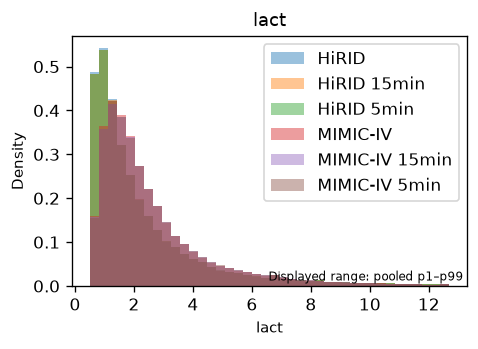 lact
Density
0.5
0.4
0.3
0.2
0.1
0.0
HiRID
HiRID 15min
HiRID 5min
MIMIC-IV
MIMIC-IV 15min
MIMIC-IV 5min
Displayed range: pooled p1–p99
0 2 4 6 8 10 12
lact